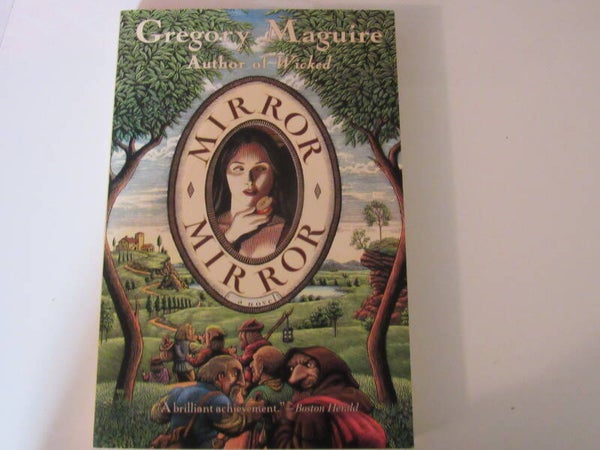 Gregory Maguire
Author of Wicked
MIRROR
MIRROR
a novel
"A brilliant achievement." —Boston Herald